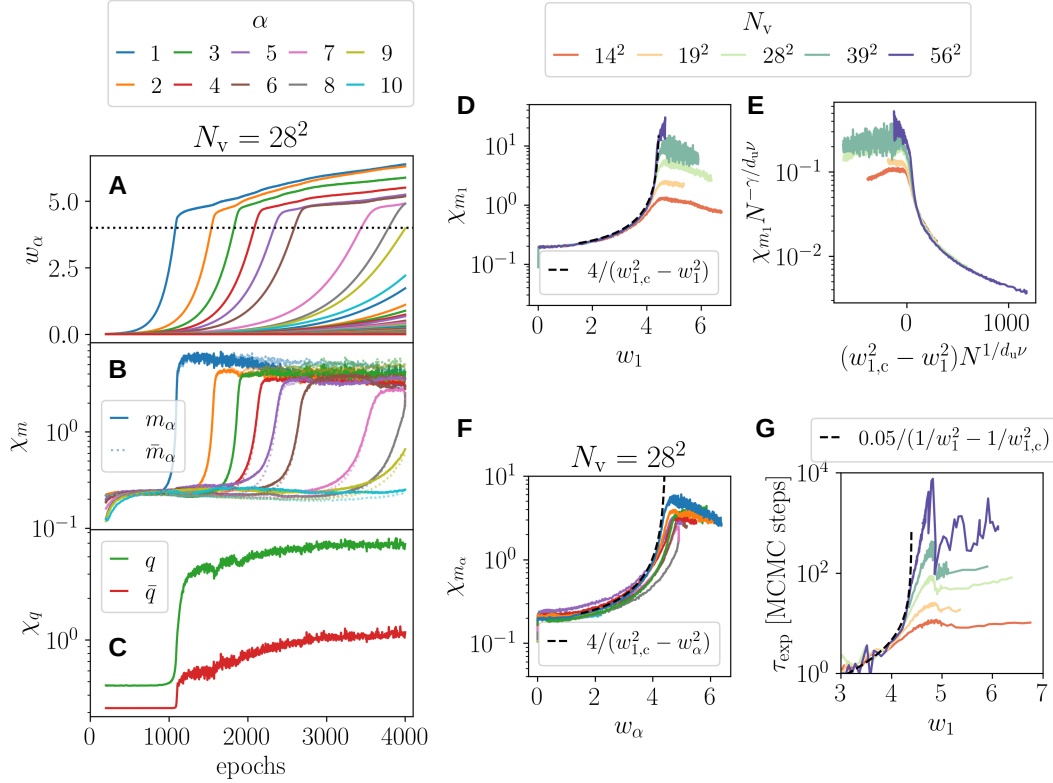 α
1 3 5 7 9
2 4 6 8 10
N_v = 28²
A
5.0
2.5
0.0
w_α
B
10⁰
10⁻¹
χ_m
m_α
m̄_α
q
q̄
C
10⁰
χ_q
0 1000 2000 3000 4000
epochs
N_v
14² 19² 28² 39² 56²
D
10¹
10⁰
10⁻¹
χ_{m_1}
4/(w²_{1,c} − w²_1)
0 2 4 6
w_1
E
10⁻¹
10⁻²
χ_{m_1} N^{−γ/d_uν}
0 1000
(w²_{1,c} − w²_1)N^{1/d_uν}
F
N_v = 28²
10¹
10⁰
10⁻¹
χ_{m_α}
4/(w²_{1,c} − w²_α)
0 2 4 6
w_α
G
0.05/(1/w²_1 − 1/w²_{1,c})
10⁴
10²
10⁰
τ_exp [MCMC steps]
3 4 5 6 7
w_1